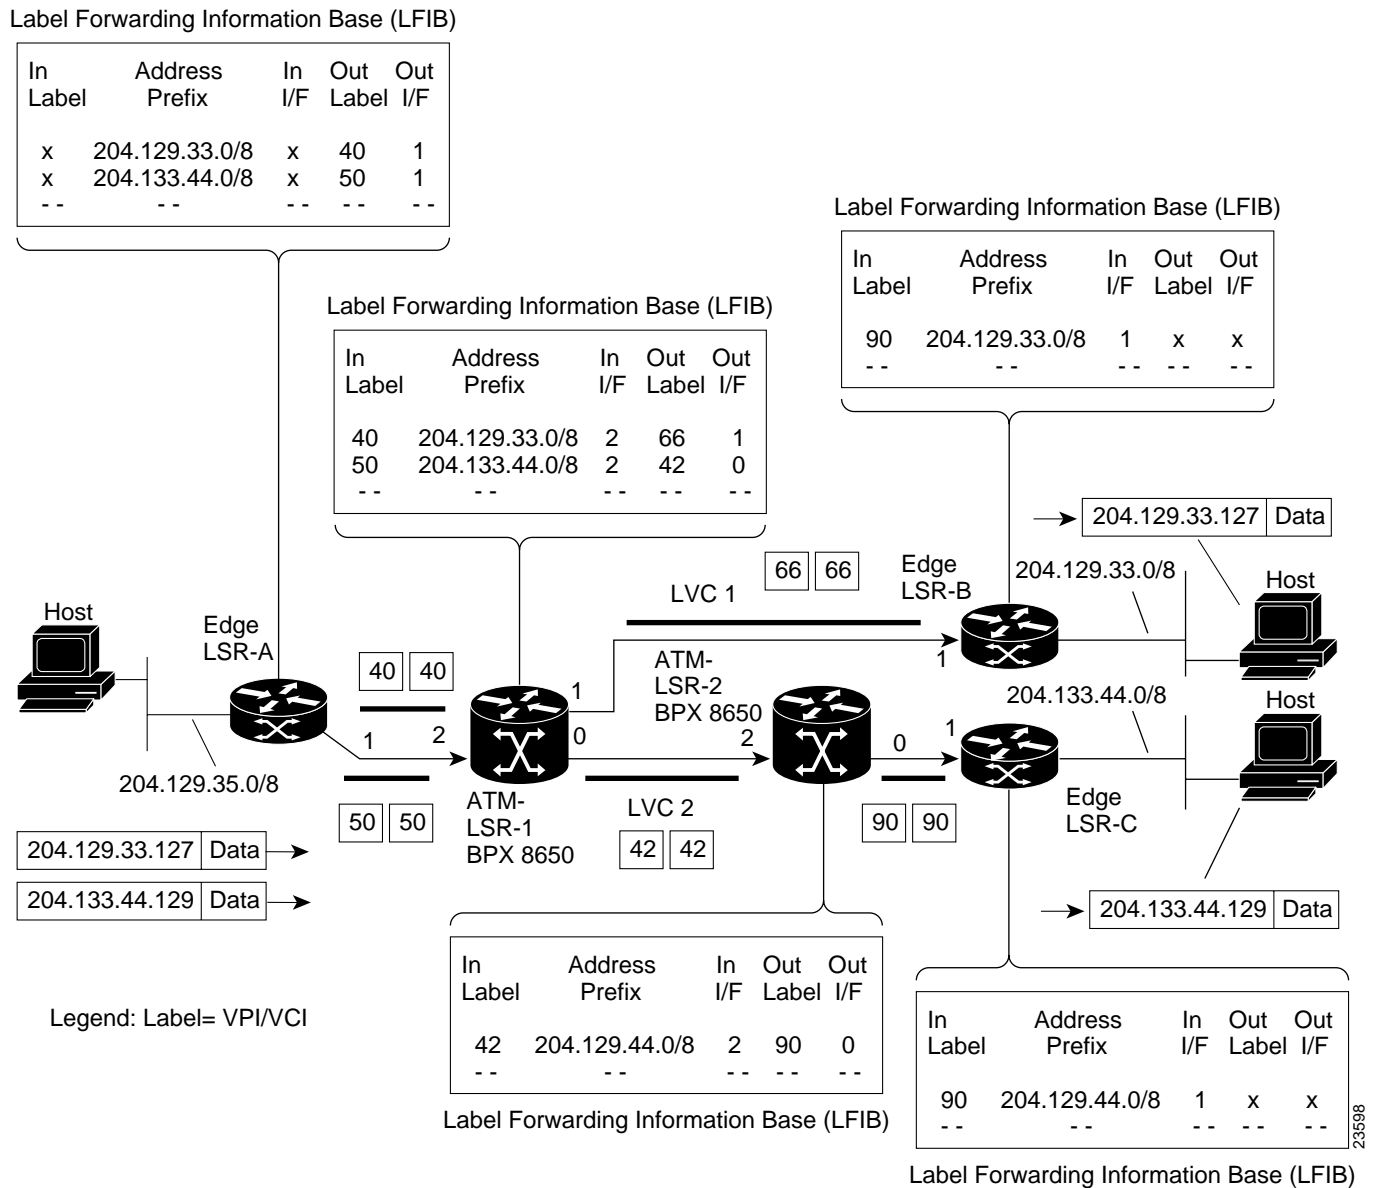 Label Forwarding Information Base (LFIB)
In Address In Out Out
Label Prefix I/F Label I/F
x 204.129.33.0/8 x 40 1
x 204.133.44.0/8 x 50 1
- - - - - - - - - -
Label Forwarding Information Base (LFIB)
In Address In Out Out
Label Prefix I/F Label I/F
90 204.129.33.0/8 1 x x
- - - - - - - - - -
Label Forwarding Information Base (LFIB)
In Address In Out Out
Label Prefix I/F Label I/F
40 204.129.33.0/8 2 66 1
50 204.133.44.0/8 2 42 0
- - - - - - - - - -
204.129.33.127 Data
66 66
Edge
LSR-B
204.129.33.0/8
Host
LVC 1
Host
Edge
LSR-A
40 40
1
ATM-
LSR-2
BPX 8650
1
204.133.44.0/8
Host
1
2
0
2
0
1
204.129.35.0/8
50 50
ATM-
LSR-1
BPX 8650
LVC 2
42 42
90 90
Edge
LSR-C
204.129.33.127 Data
204.133.44.129 Data
204.133.44.129 Data
In Address In Out Out
Label Prefix I/F Label I/F
42 204.129.44.0/8 2 90 0
- - - - - - - - - -
Label Forwarding Information Base (LFIB)
Legend: Label= VPI/VCI
In Address In Out Out
Label Prefix I/F Label I/F
90 204.129.44.0/8 1 x x
- - - - - - - - - -
Label Forwarding Information Base (LFIB)
23598